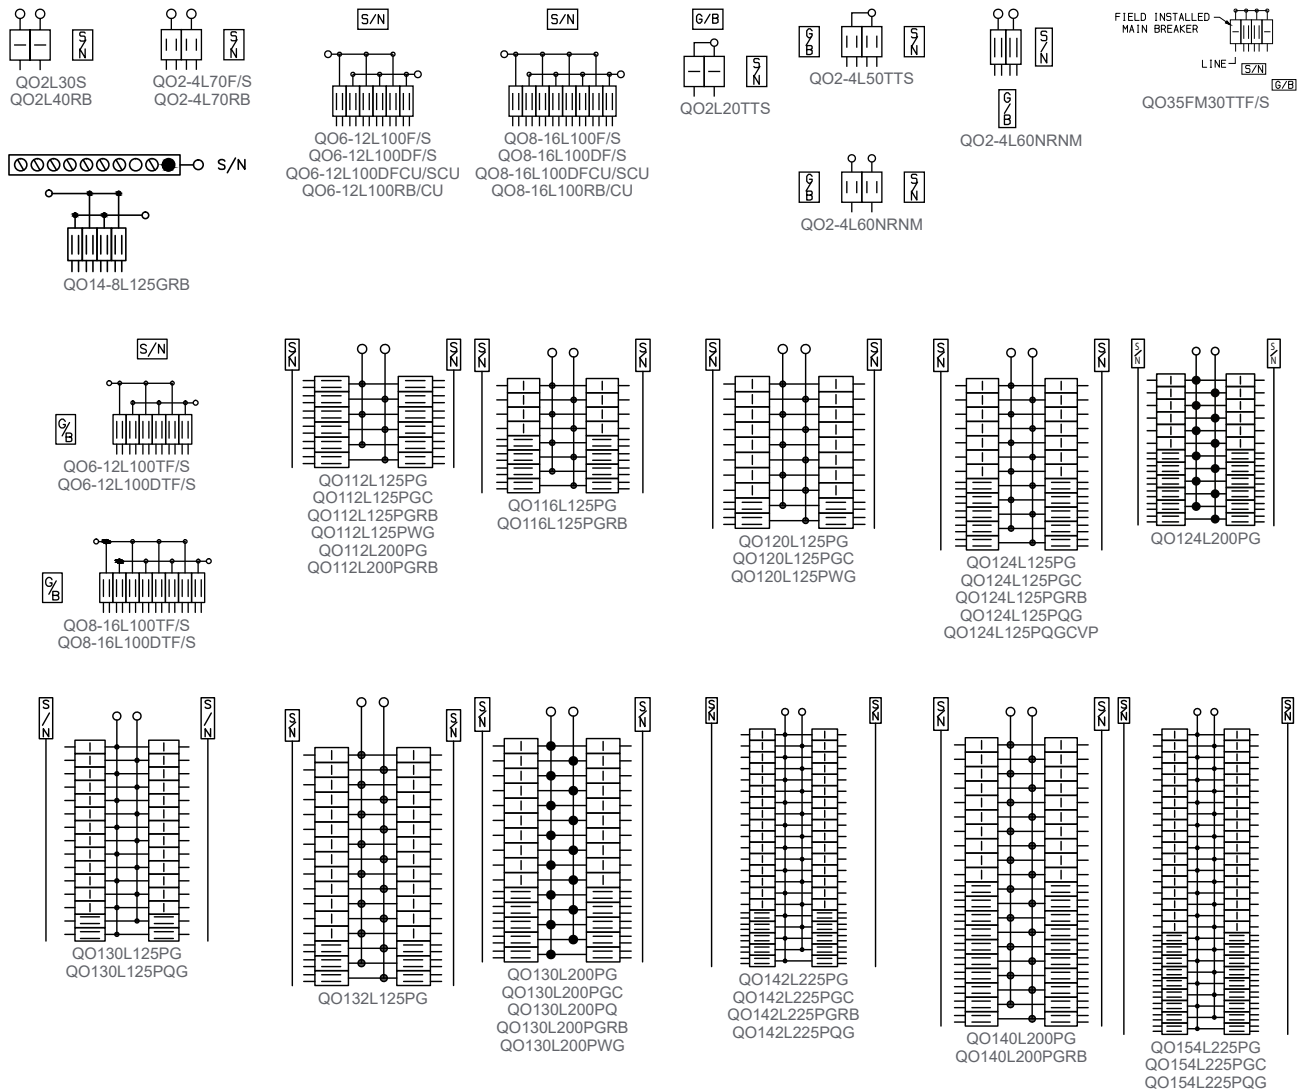 S/N
QO2L30S
QO2L40RB
S/N
QO2-4L70F/S
QO2-4L70RB
S/N
QO6-12L100F/S
QO6-12L100DF/S
QO6-12L100DFCU/SCU
QO6-12L100RB/CU
S/N
QO8-16L100F/S
QO8-16L100DF/S
QO8-16L100DFCU/SCU
QO8-16L100RB/CU
G/B
S/N
QO2L20TTS
G/B
S/N
QO2-4L50TTS
S/N
G/B
QO2-4L60NRNM
FIELD INSTALLED
MAIN BREAKER
LINE
S/N
G/B
QO35FM30TTF/S
S/N
QO14-8L125GRB
G/B
S/N
QO2-4L60NRNM
S/N
G/B
QO6-12L100TF/S
QO6-12L100DTF/S
G/B
QO8-16L100TF/S
QO8-16L100DTF/S
S/N
S/N
QO112L125PG
QO112L125PGC
QO112L125PGRB
QO112L125PWG
QO112L200PG
QO112L200PGRB
S/N
S/N
QO116L125PG
QO116L125PGRB
S/N
S/N
QO120L125PG
QO120L125PGC
QO120L125PWG
S/N
S/N
QO124L125PG
QO124L125PGC
QO124L125PGRB
QO124L125PQG
QO124L125PQGCVP
S/N
S/N
QO124L200PG
S/N
S/N
QO130L125PG
QO130L125PQG
S/N
S/N
QO132L125PG
S/N
S/N
QO130L200PG
QO130L200PGC
QO130L200PQ
QO130L200PGRB
QO130L200PWG
S/N
S/N
QO142L225PG
QO142L225PGC
QO142L225PGRB
QO142L225PQG
S/N
S/N
QO140L200PG
QO140L200PGRB
S/N
S/N
QO154L225PG
QO154L225PGC
QO154L225PQG